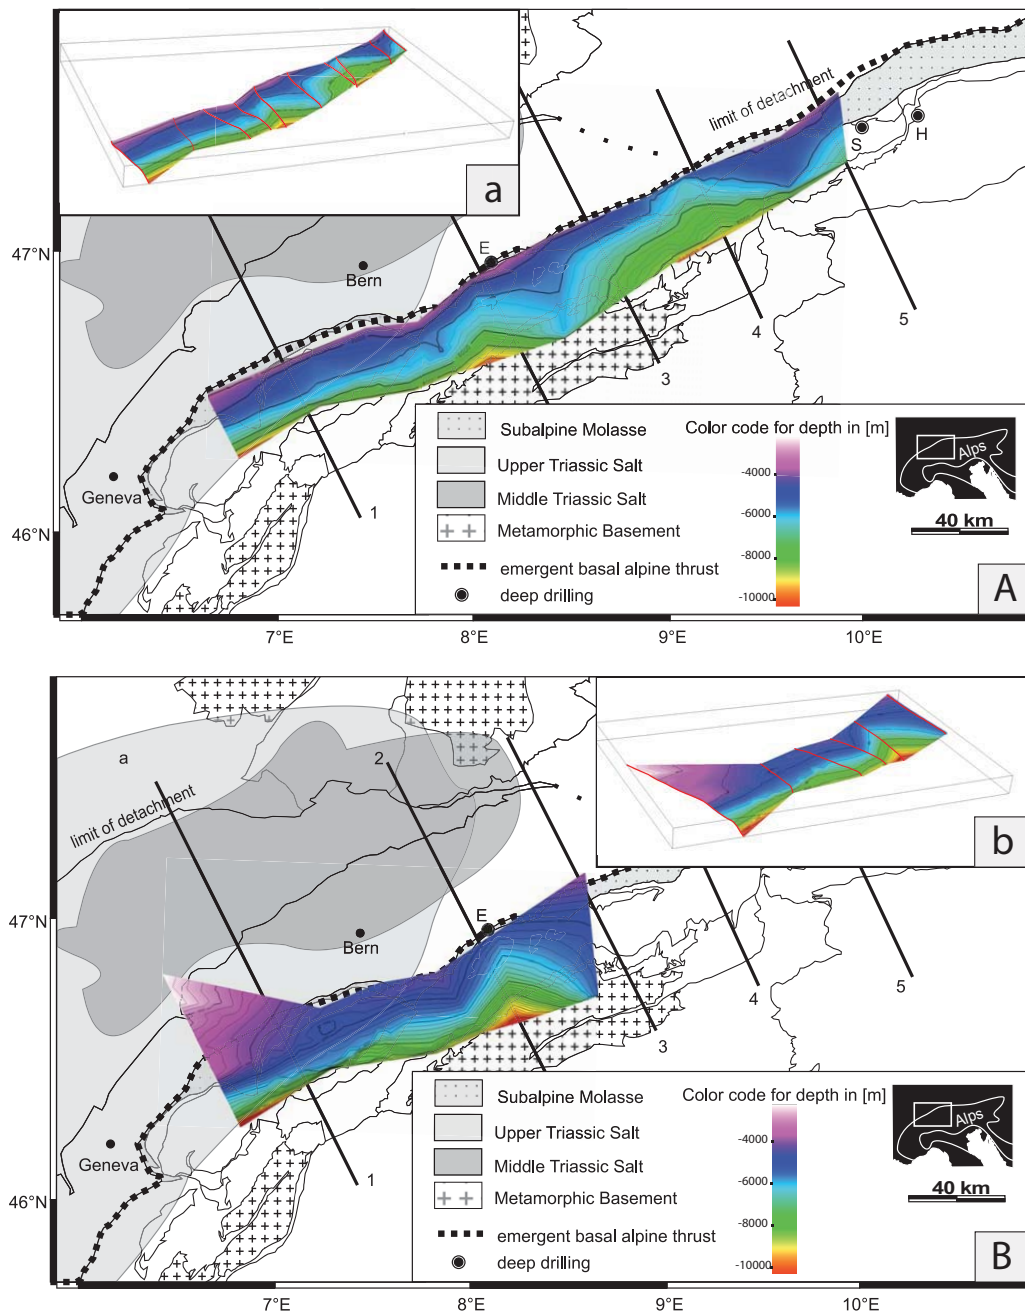 a
limit of detachment
S
H
47°N
E
Bern
4
5
3
Subalpine Molasse
Color code for depth in [m]
Upper Triassic Salt
-4000
Alps
Geneva
Middle Triassic Salt
-6000
1
46°N
Metamorphic Basement
40 km
-8000
emergent basal alpine thrust
deep drilling
-10000
A
7°E
8°E
9°E
10°E
a
2
limit of detachment
b
47°N
E
Bern
4
5
3
Subalpine Molasse
Color code for depth in [m]
Upper Triassic Salt
-4000
Alps
Geneva
Middle Triassic Salt
-6000
1
46°N
Metamorphic Basement
40 km
emergent basal alpine thrust
-8000
deep drilling
-10000
B
7°E
8°E
9°E
10°E